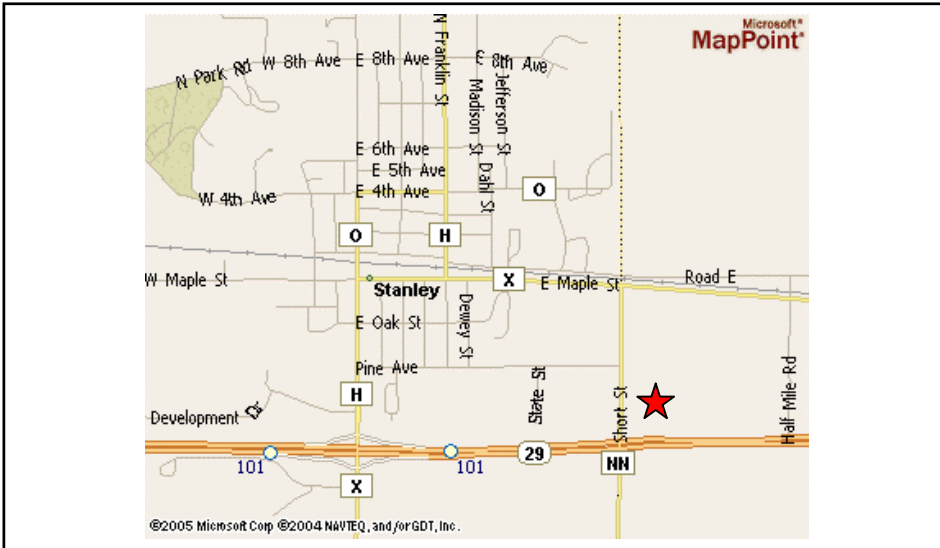 Microsoft®
MapPoint®
N Franklin St
N Park Rd
W 8th Ave
E 8th Ave
E 8th Ave
Madison St
Jefferson St
E 6th Ave
E 5th Ave
Dahl St
E 4th Ave
O
W 4th Ave
O
H
W Maple St
X
E Maple St
Road E
Stanley
Dewey St
E Oak St
Pine Ave
State St
Short St
Half Mile Rd
H
Development Dr
101
101
29
NN
X
©2005 Microsoft Corp ©2004 NAVTEQ, and/or GDT, Inc.